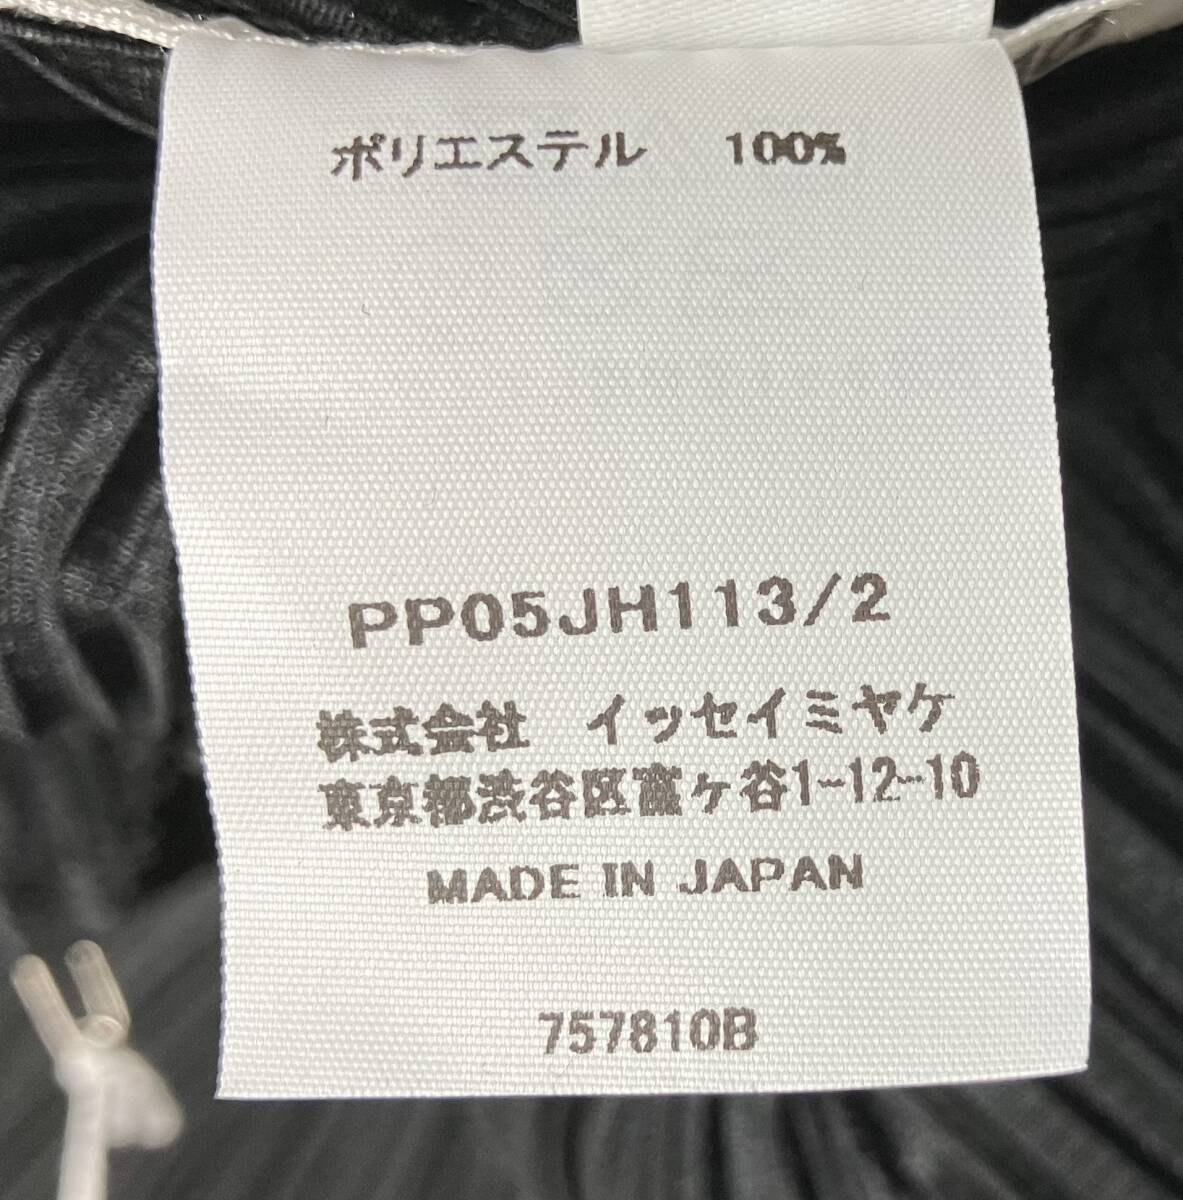 ポリエステル　100%
PP05JH113/2
株式会社　イッセイミヤケ
東京都渋谷区富ヶ谷1-12-10
MADE IN JAPAN
757810B